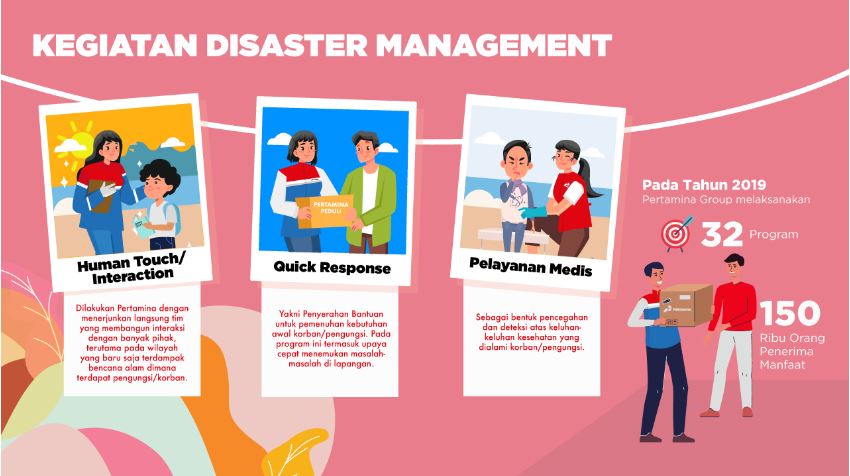 KEGIATAN DISASTER MANAGEMENT
PERTAMINA
PEDULI
Human Touch/
Interaction
Dilakukan Pertamina dengan
menerjunkan langsung tim
yang membangun interaksi
dengan banyak pihak,
terutama pada wilayah
yang baru saja terdampak
bencana alam dimana
terdapat pengungsi/korban.
Quick Response
Yakni Penyerahan Bantuan
untuk pemenuhan kebutuhan
awal korban/pengungsi. Pada
program ini termasuk upaya
cepat menemukan masalah-
masalah di lapangan.
Pelayanan Medis
Sebagai bentuk pencegahan
dan deteksi atas keluhan-
keluhan kesehatan yang
dialami korban/pengungsi.
Pada Tahun 2019
Pertamina Group melaksanakan
32 Program
PERTAMINA
150
Ribu Orang
Penerima
Manfaat